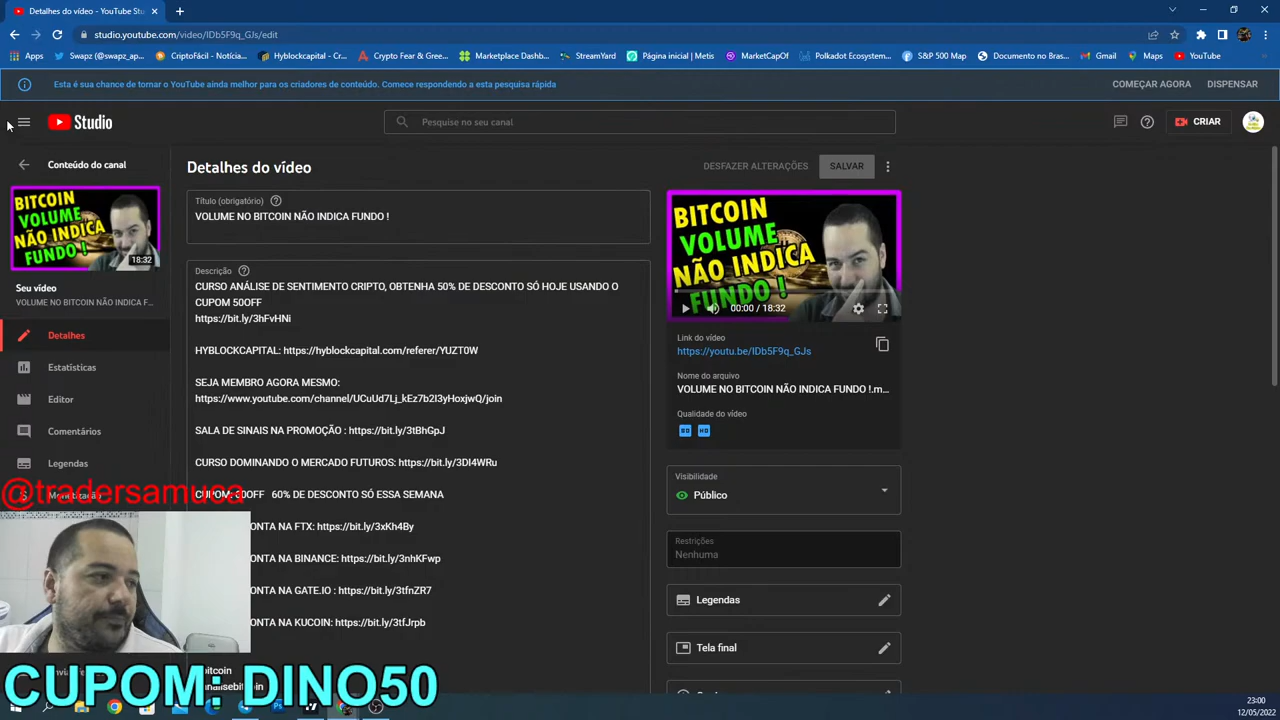 Detalhes do vídeo - YouTube Stu
studio.youtube.com/video/IDb5F9q_GJs/edit
Apps
Swapz (@swapz_ap...
CriptoFácil - Notícia...
Hyblockcapital - Cr...
Crypto Fear & Gree...
Marketplace Dashb...
StreamYard
Página inicial | Metis
MarketCapOf
Polkadot Ecosystem...
S&P 500 Map
Documento no Bras...
Gmail
Maps
YouTube
Esta é sua chance de tornar o YouTube ainda melhor para os criadores de conteúdo. Comece respondendo a esta pesquisa rápida
COMEÇAR AGORA
DISPENSAR
Studio
Pesquise no seu canal
CRIAR
Conteúdo do canal
BITCOIN
VOLUME
NÃO INDICA
FUNDO !
18:32
Seu vídeo
VOLUME NO BITCOIN NÃO INDICA F...
Detalhes
Estatísticas
Editor
Comentários
Legendas
Monetização
@tradersamuca
Detalhes do vídeo
DESFAZER ALTERAÇÕES
SALVAR
Título (obrigatório)
VOLUME NO BITCOIN NÃO INDICA FUNDO !
Descrição
CURSO ANÁLISE DE SENTIMENTO CRIPTO, OBTENHA 50% DE DESCONTO SÓ HOJE USANDO O
CUPOM 50OFF
https://bit.ly/3hFvHNi
HYBLOCKCAPITAL: https://hyblockcapital.com/referer/YUZT0W
SEJA MEMBRO AGORA MESMO:
https://www.youtube.com/channel/UCuUd7Lj_kEz7b2I3yHoxjwQ/join
SALA DE SINAIS NA PROMOÇÃO : https://bit.ly/3tBhGpJ
CURSO DOMINANDO O MERCADO FUTUROS: https://bit.ly/3DI4WRu
CUPOM: 60OFF 60% DE DESCONTO SÓ ESSA SEMANA
ONTA NA FTX: https://bit.ly/3xKh4By
ONTA NA BINANCE: https://bit.ly/3nhKFwp
ONTA NA GATE.IO : https://bit.ly/3tfnZR7
ONTA NA KUCOIN: https://bit.ly/3tfJrpb
bitcoin
BITCOIN
VOLUME
NÃO INDICA
FUNDO !
00:00 / 18:32
Link do vídeo
https://youtu.be/IDb5F9q_GJs
Nome do arquivo
VOLUME NO BITCOIN NÃO INDICA FUNDO !.m...
Qualidade do vídeo
SD HD
Visibilidade
Público
Restrições
Nenhuma
Legendas
Tela final
CUPOM: DINO50
23:00
12/05/2022